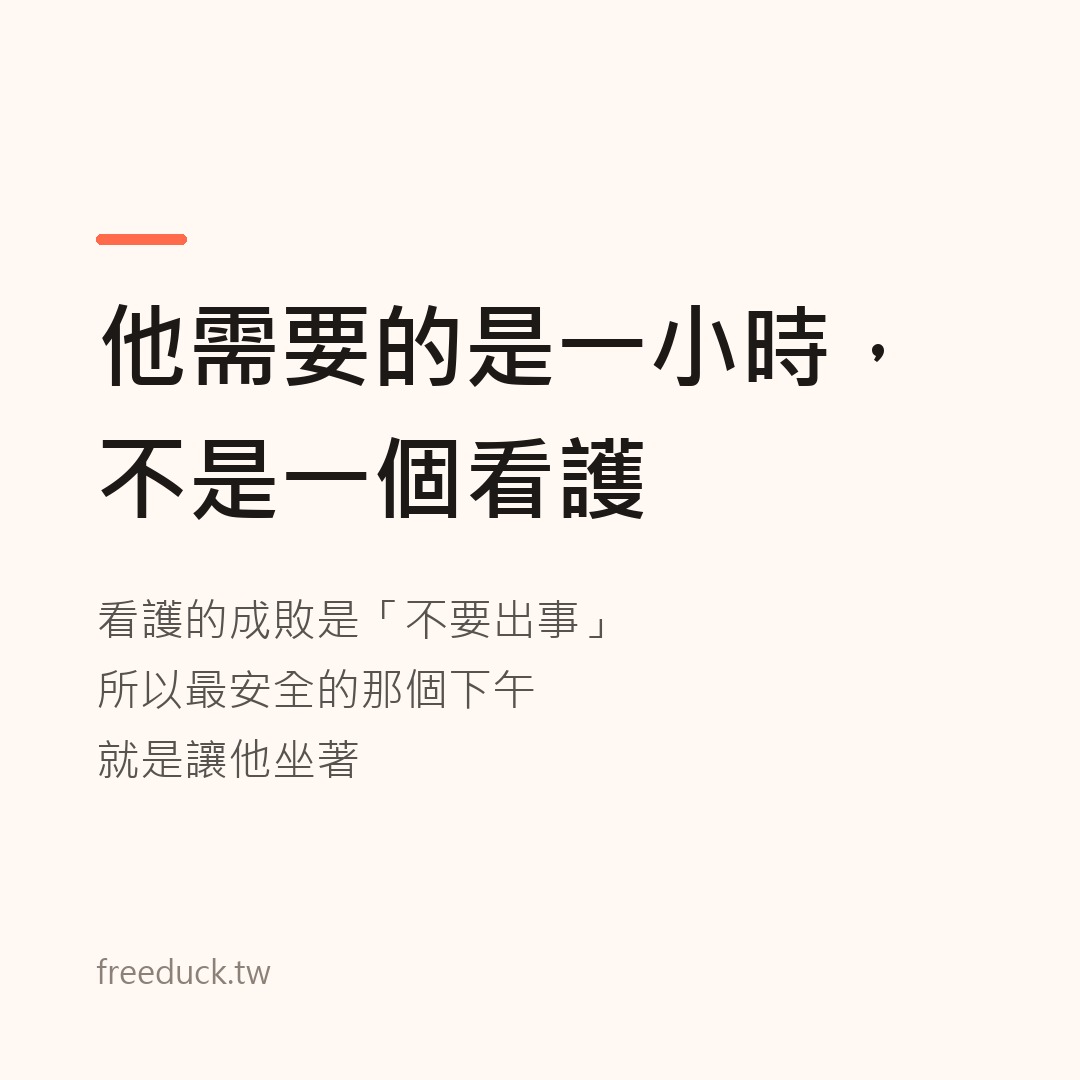 他需要的是一小時，
不是一個看護
看護的成敗是「不要出事」
所以最安全的那個下午
就是讓他坐著
freeduck.tw